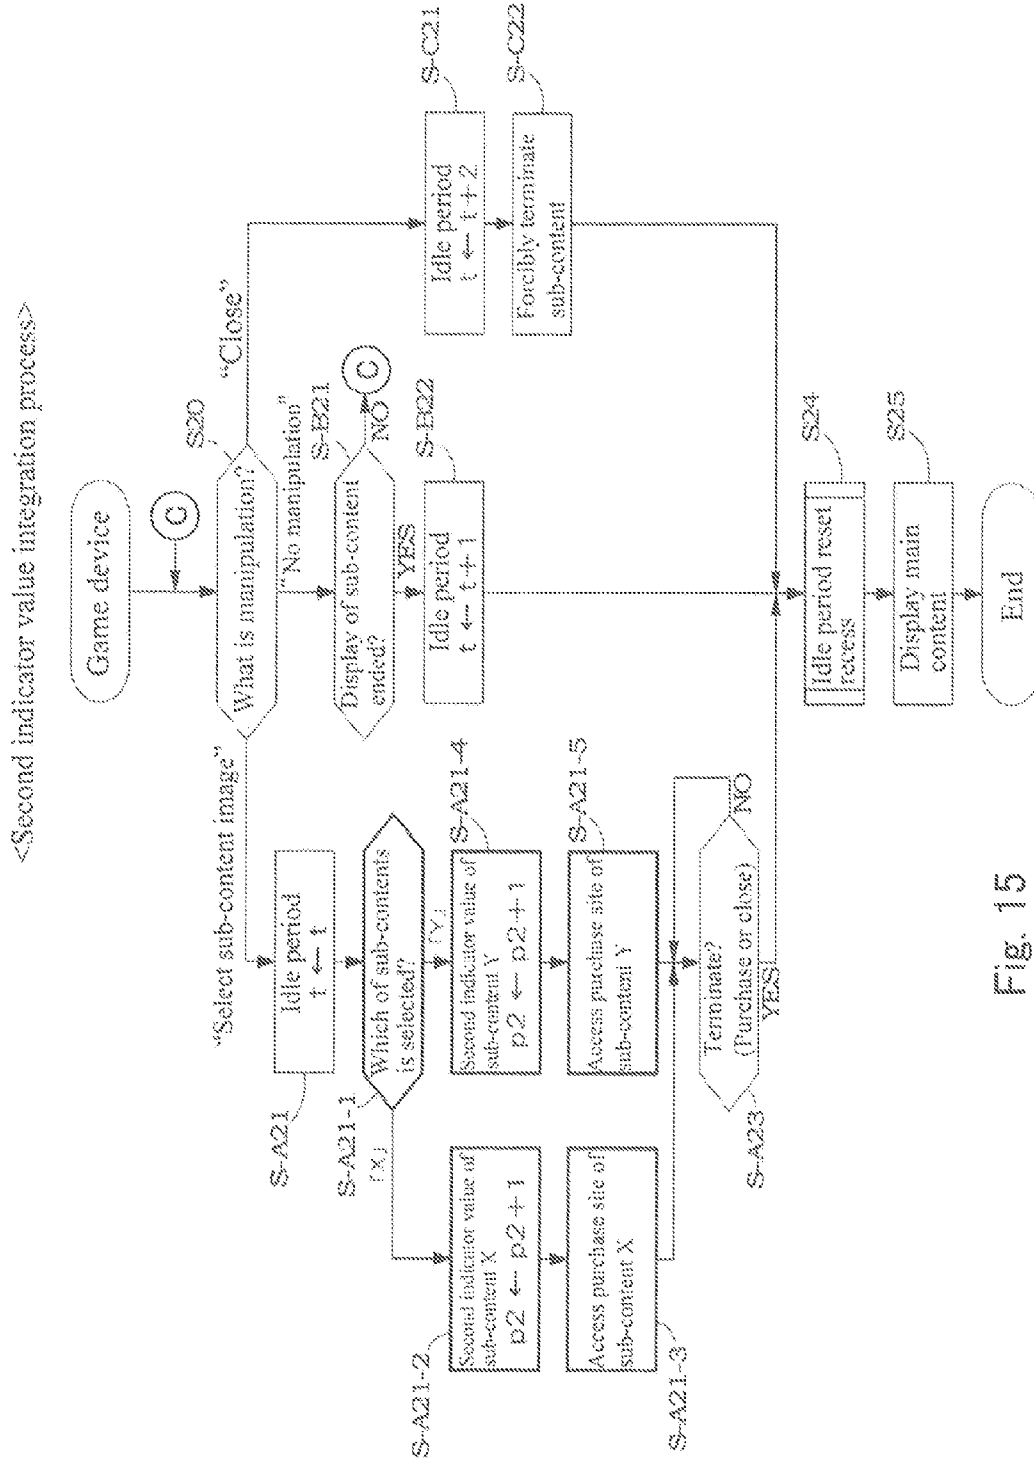 <Second indicator value integration process>
Game device
C
What is manipulation?
S20
"Select sub-content image"
"No manipulation"
"Close"
Idle period
t ← t
S-A21
Which of sub-contents
is selected?
S-A21-1
[X]
[Y]
Second indicator value of
sub-content X
p2 ← p2+1
S-A21-2
Access purchase site of
sub-content X
S-A21-3
Second indicator value of
sub-content Y
p2 ← p2+1
S-A21-4
Access purchase site of
sub-content Y
S-A21-5
Terminate?
(Purchase or close)
S-A23
NO
YES
Display of sub-content
ended?
S-B21
NO
C
YES
Idle period
t ← t+1
S-B22
Idle period
t ← t+2
S-C21
Forcibly terminate
sub-content
S-C22
Idle period reset
recess
S24
Display main
content
S25
End
Fig. 15